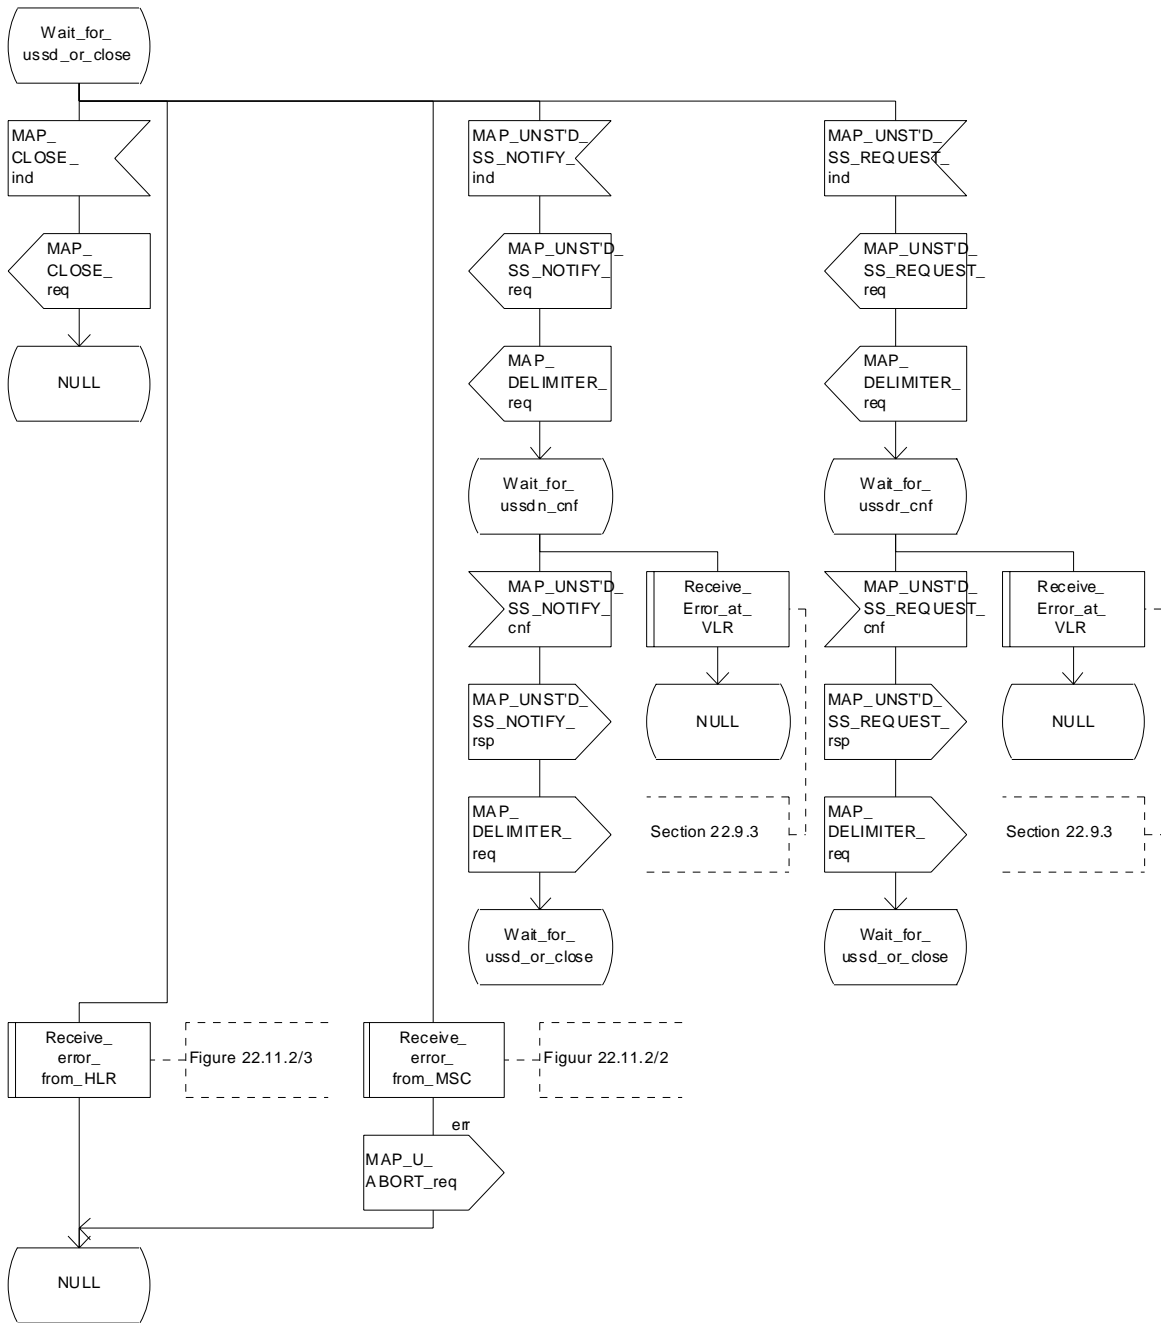 Wait_for_
ussd_or_close
MAP_
CLOSE_
ind
MAP_UNST'D_
SS_NOTIFY_
ind
MAP_UNST'D_
SS_REQUEST_
ind
MAP_
CLOSE_
req
MAP_UNST'D_
SS_NOTIFY_
req
MAP_UNST'D_
SS_REQUEST_
req
NULL
MAP_
DELIMITER_
req
MAP_
DELIMITER_
req
Wait_for_
ussdn_cnf
Wait_for_
ussdr_cnf
MAP_UNST'D_
SS_NOTIFY_
cnf
Receive_
Error_at_
VLR
MAP_UNST'D_
SS_REQUEST_
cnf
Receive_
Error_at_
VLR
MAP_UNST'D_
SS_NOTIFY_
rsp
NULL
MAP_UNST'D_
SS_REQUEST_
rsp
NULL
MAP_
DELIMITER_
req
Section 22.9.3
MAP_
DELIMITER_
req
Section 22.9.3
Wait_for_
ussd_or_close
Wait_for_
ussd_or_close
Receive_
error_
from_HLR
Figure 22.11.2/3
Receive_
error_
from_MSC
Figuur 22.11.2/2
err
MAP_U_
ABORT_req
NULL